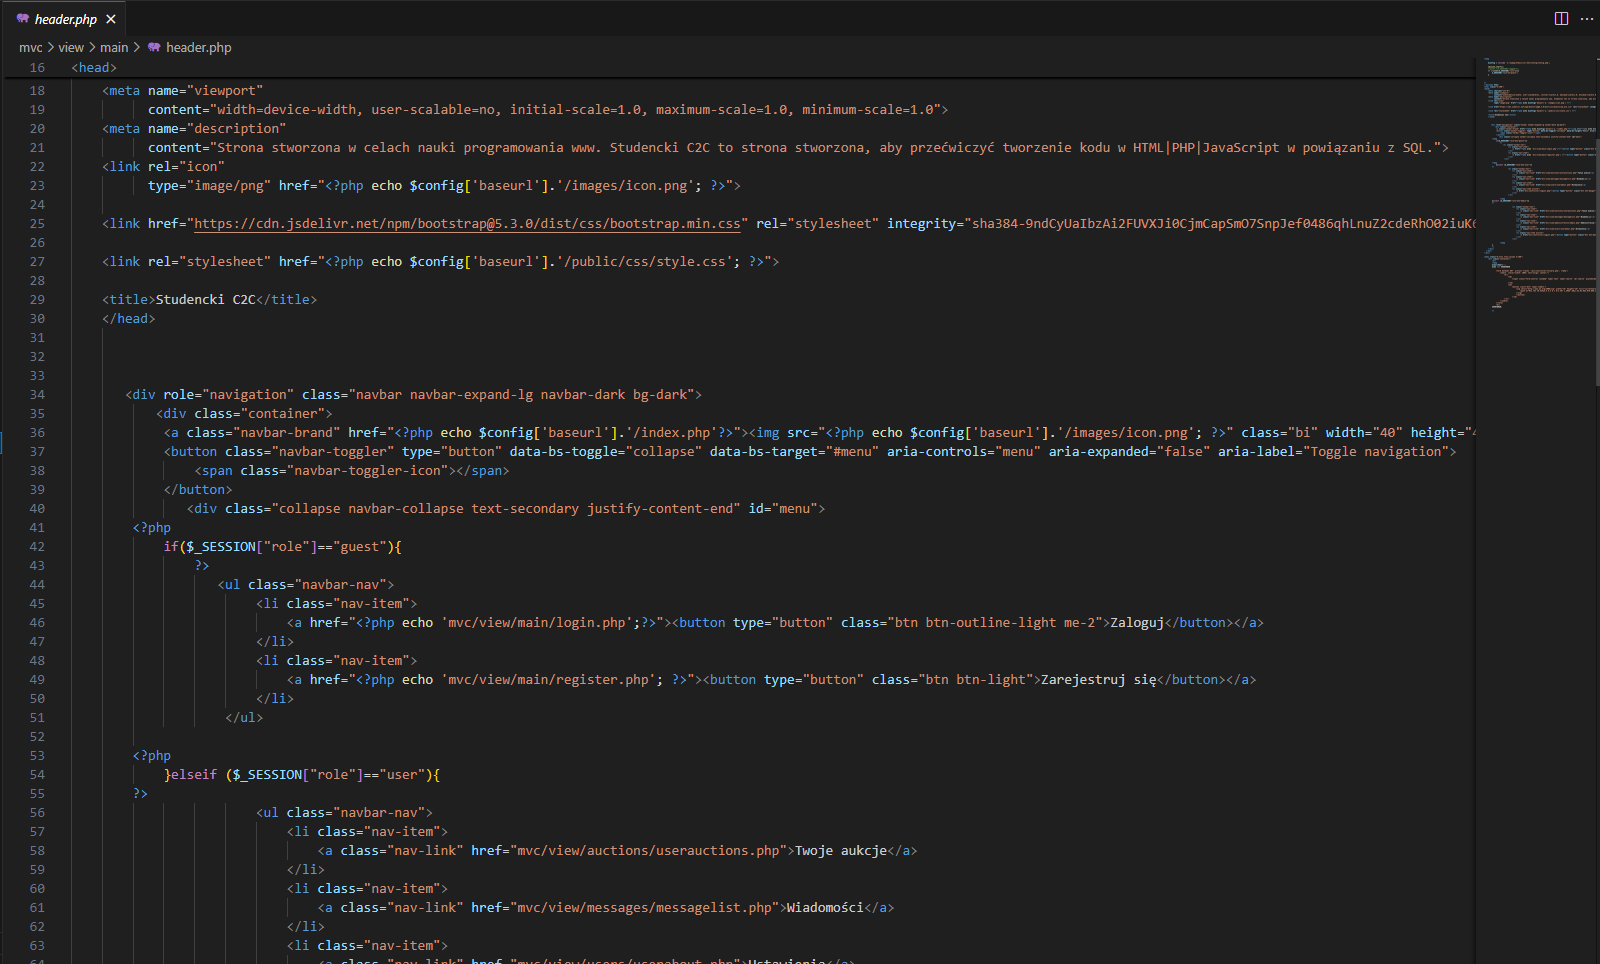 header.php
mvc > view > main > header.php
16 <head>
18 <meta name="viewport"
19 content="width=device-width, user-scalable=no, initial-scale=1.0, maximum-scale=1.0, minimum-scale=1.0">
20 <meta name="description"
21 content="Strona stworzona w celach nauki programowania www. Studencki C2C to strona stworzona, aby przećwiczyć tworzenie kodu w HTML|PHP|JavaScript w powiązaniu z SQL.">
22 <link rel="icon"
23 type="image/png" href="<?php echo $config['baseurl'].'/images/icon.png'; ?>">
24
25 <link href="https://cdn.jsdelivr.net/npm/bootstrap@5.3.0/dist/css/bootstrap.min.css" rel="stylesheet" integrity="sha384-9ndCyUaIbzAi2FUVXJi0CjmCapSmO7SnpJef0486qhLnuZ2cdeRhO02iuK6
26
27 <link rel="stylesheet" href="<?php echo $config['baseurl'].'/public/css/style.css'; ?>">
28
29 <title>Studencki C2C</title>
30 </head>
31
32
33
34 <div role="navigation" class="navbar navbar-expand-lg navbar-dark bg-dark">
35 <div class="container">
36 <a class="navbar-brand" href="<?php echo $config['baseurl'].'/index.php'?>"><img src="<?php echo $config['baseurl'].'/images/icon.png'; ?>" class="bi" width="40" height="4
37 <button class="navbar-toggler" type="button" data-bs-toggle="collapse" data-bs-target="#menu" aria-controls="menu" aria-expanded="false" aria-label="Toggle navigation">
38 <span class="navbar-toggler-icon"></span>
39 </button>
40 <div class="collapse navbar-collapse text-secondary justify-content-end" id="menu">
41 <?php
42 if($_SESSION["role"]=="guest"){
43 ?>
44 <ul class="navbar-nav">
45 <li class="nav-item">
46 <a href="<?php echo 'mvc/view/main/login.php';?>"><button type="button" class="btn btn-outline-light me-2">Zaloguj</button></a>
47 </li>
48 <li class="nav-item">
49 <a href="<?php echo 'mvc/view/main/register.php'; ?>"><button type="button" class="btn btn-light">Zarejestruj się</button></a>
50 </li>
51 </ul>
52
53 <?php
54 }elseif ($_SESSION["role"]=="user"){
55 ?>
56 <ul class="navbar-nav">
57 <li class="nav-item">
58 <a class="nav-link" href="mvc/view/auctions/userauctions.php">Twoje aukcje</a>
59 </li>
60 <li class="nav-item">
61 <a class="nav-link" href="mvc/view/messages/messagelist.php">Wiadomości</a>
62 </li>
63 <li class="nav-item">
64 <a class="nav-link" href="mvc/view/users/userabout.php">Ustawienia</a>